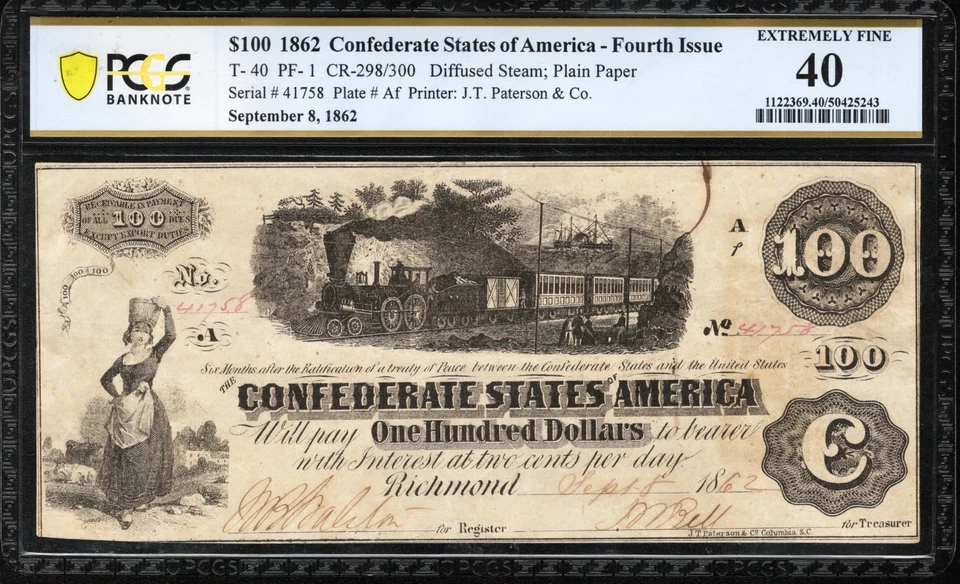 PCGS
BANKNOTE
$100 1862 Confederate States of America - Fourth Issue
T- 40 PF- 1 CR-298/300 Diffused Steam; Plain Paper
Serial # 41758 Plate # Af Printer: J.T. Paterson & Co.
September 8, 1862
EXTREMELY FINE
40
1122369.40/50425243
RECEIVABLE IN PAYMENT
OF ALL 100 DUES
EXCEPT EXPORT DUTIES
100 100 100
No.
41758
A
A
f
100
No 41758
100
Six Months after the Ratification of a treaty of Peace between the Confederate States and the United States
THE CONFEDERATE STATES OF AMERICA
Will pay One Hundred Dollars to bearer
with Interest at two cents per day
Richmond Sept 8 1862
C
for Register
for Treasurer
J T Paterson & Co Columbia S.C.
PCGS